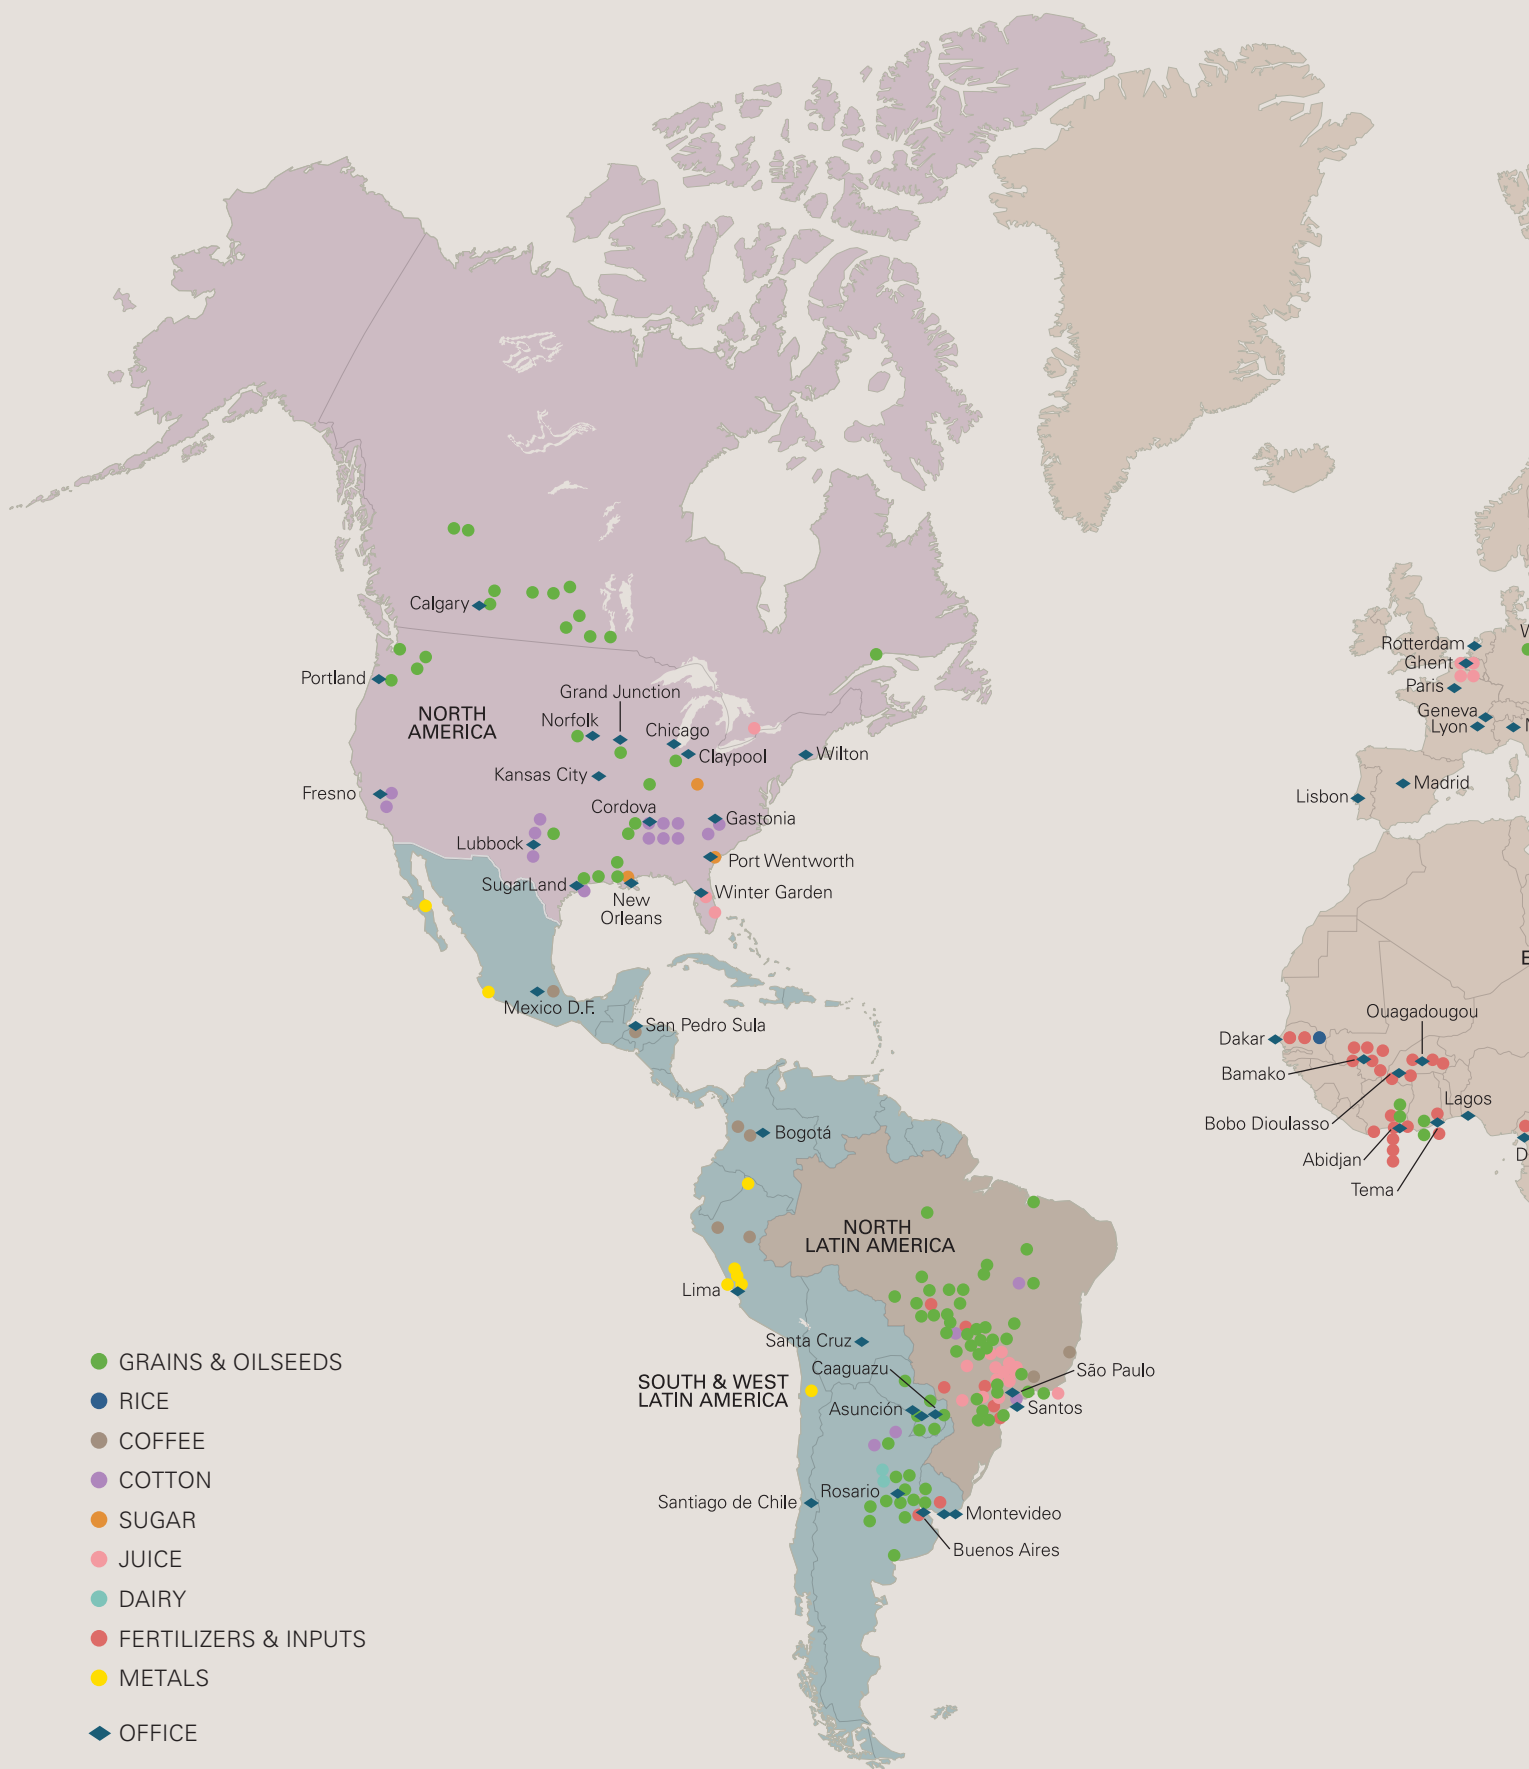 Calgary
Portland
NORTH
AMERICA
Grand Junction
Norfolk
Chicago
Claypool
Wilton
Kansas City
Fresno
Cordova
Gastonia
Lubbock
Port Wentworth
SugarLand
Winter Garden
New
Orleans
Mexico D.F.
San Pedro Sula
Bogotá
NORTH
LATIN AMERICA
Lima
Santa Cruz
Caaguazu
São Paulo
SOUTH & WEST
LATIN AMERICA
Asunción
Santos
Rosario
Santiago de Chile
Montevideo
Buenos Aires
Rotterdam
Ghent
Paris
Geneva
Lyon
Madrid
Lisbon
Ouagadougou
Dakar
Bamako
Lagos
Bobo Dioulasso
Abidjan
Tema
GRAINS & OILSEEDS
RICE
COFFEE
COTTON
SUGAR
JUICE
DAIRY
FERTILIZERS & INPUTS
METALS
OFFICE